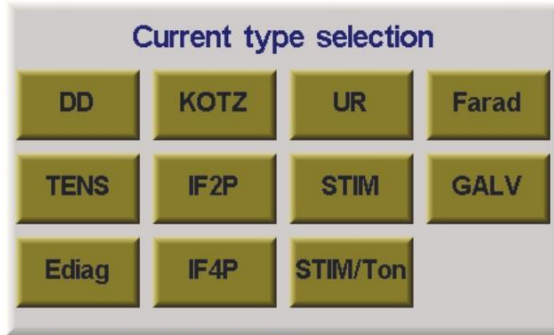 Current type selection
DD KOTZ UR Farad
TENS IF2P STIM GALV
Ediag IF4P STIM/Ton